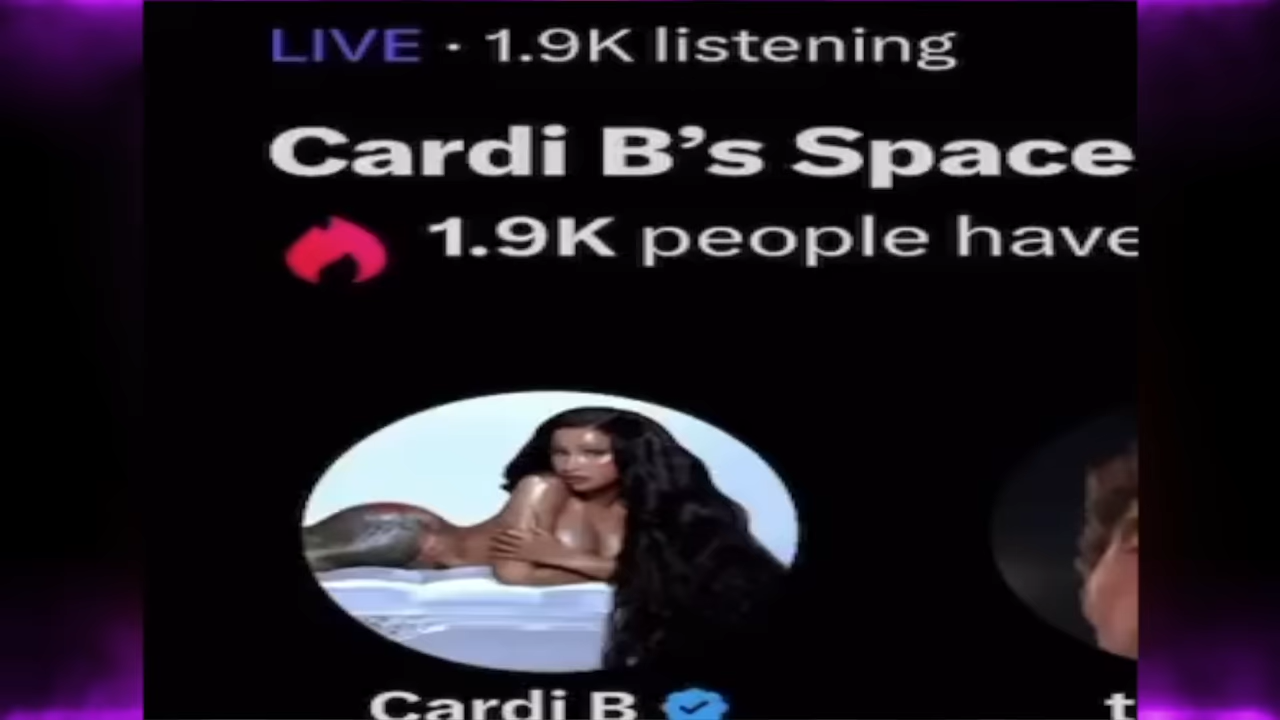 LIVE · 1.9K listening
Cardi B’s Space
1.9K people have
Cardi B
t